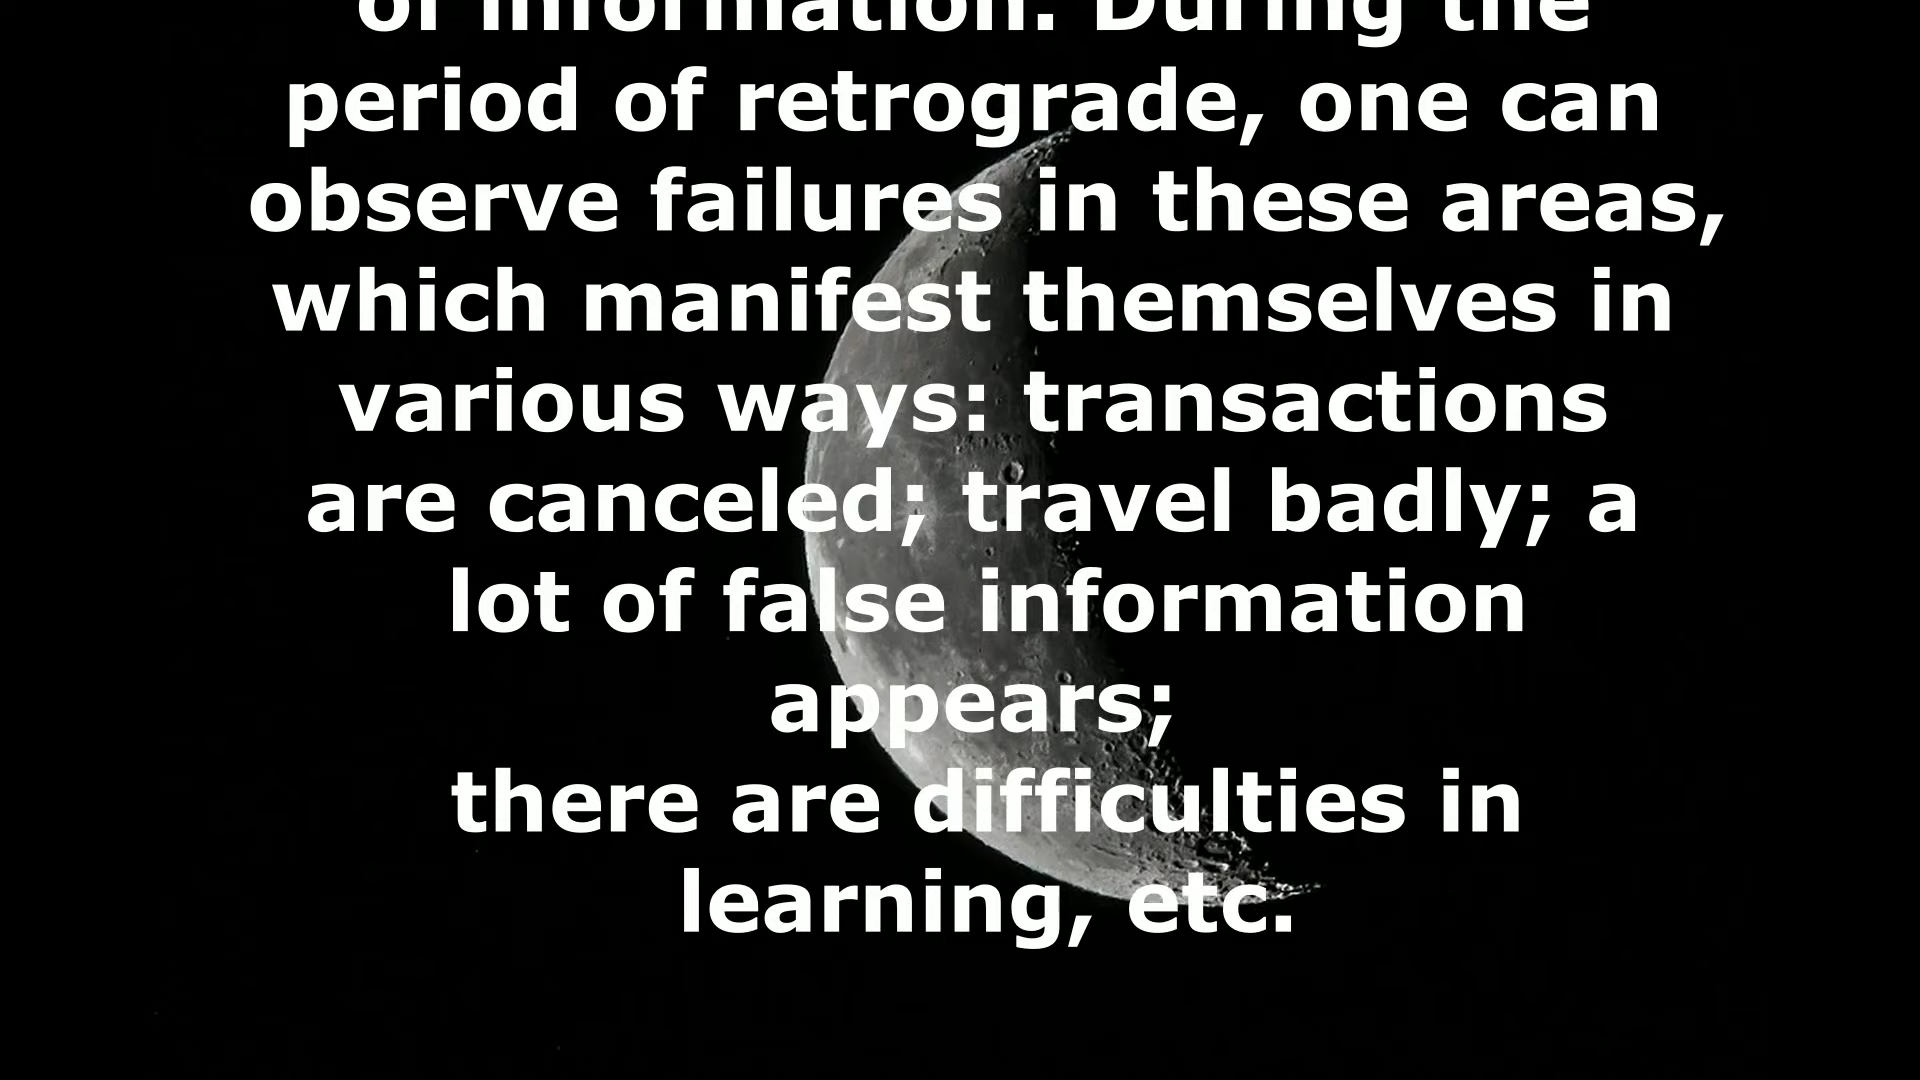 of information. During the
period of retrograde, one can
observe failures in these areas,
which manifest themselves in
various ways: transactions
are canceled; travel badly; a
lot of false information
appears;
there are difficulties in
learning, etc.